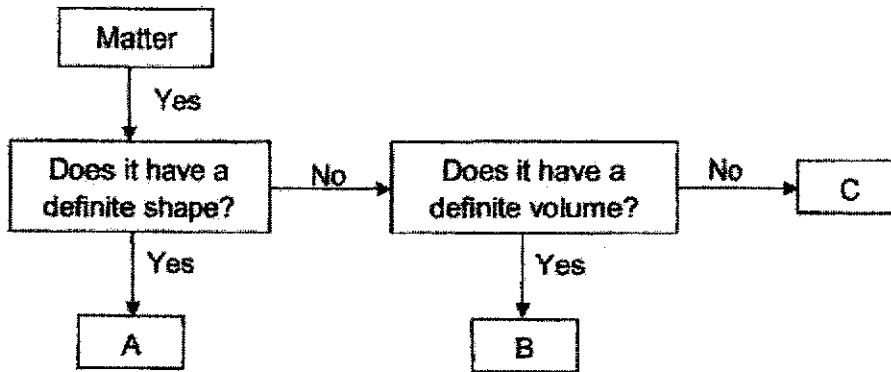 Matter
Yes
Does it have a
definite shape?
No
Does it have a
definite volume?
No
C
Yes
Yes
A
B